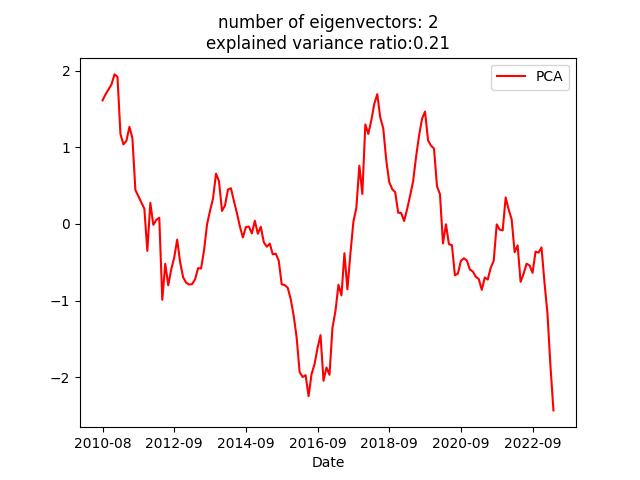 number of eigenvectors: 2
explained variance ratio:0.21
PCA
2
1
0
−1
−2
2010-08 2012-09 2014-09 2016-09 2018-09 2020-09 2022-09
Date